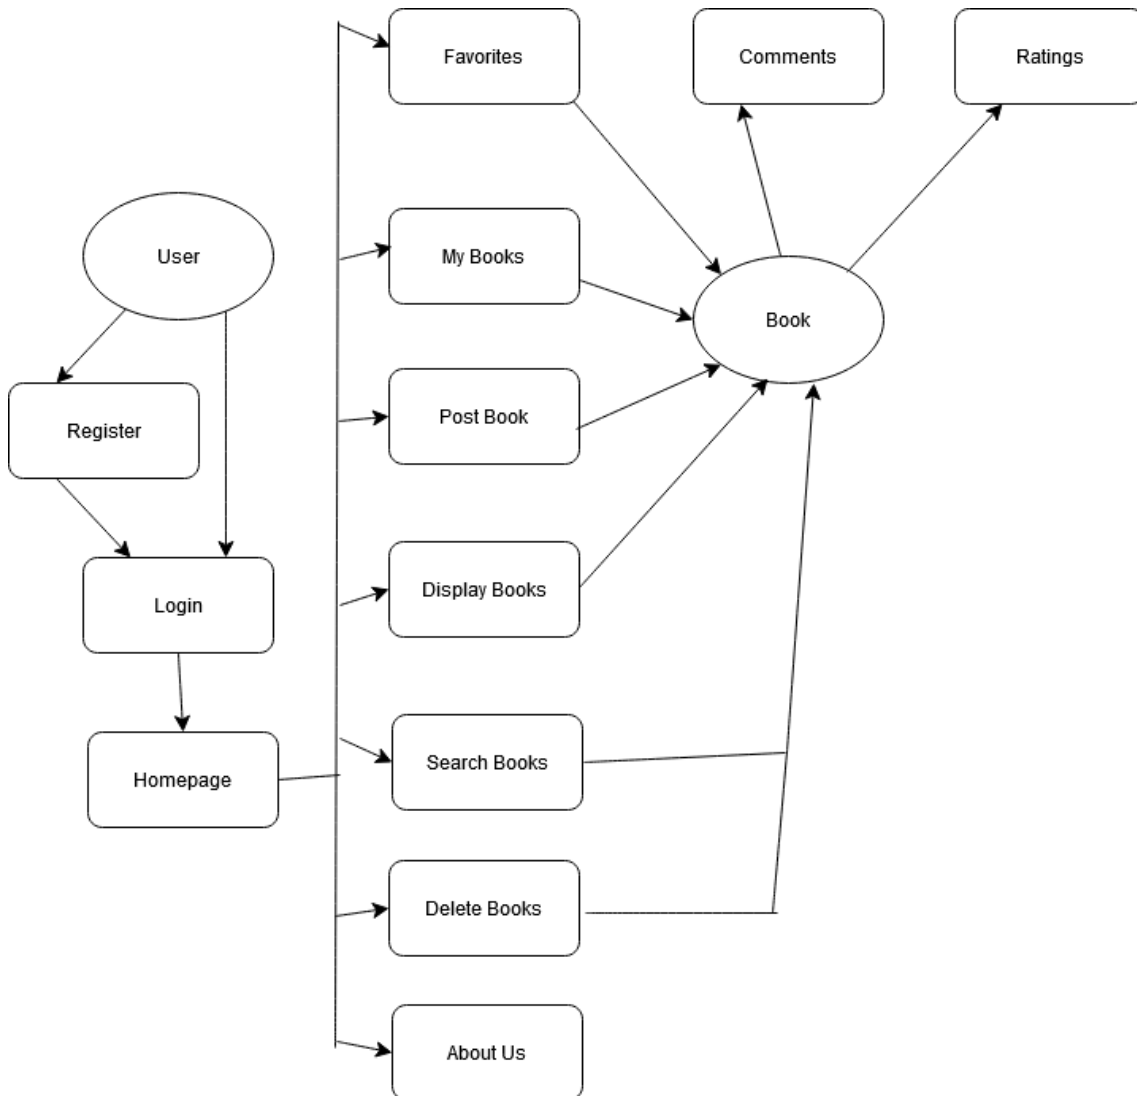 Favorites
Comments
Ratings
User
My Books
Book
Post Book
Register
Display Books
Login
Search Books
Homepage
Delete Books
About Us